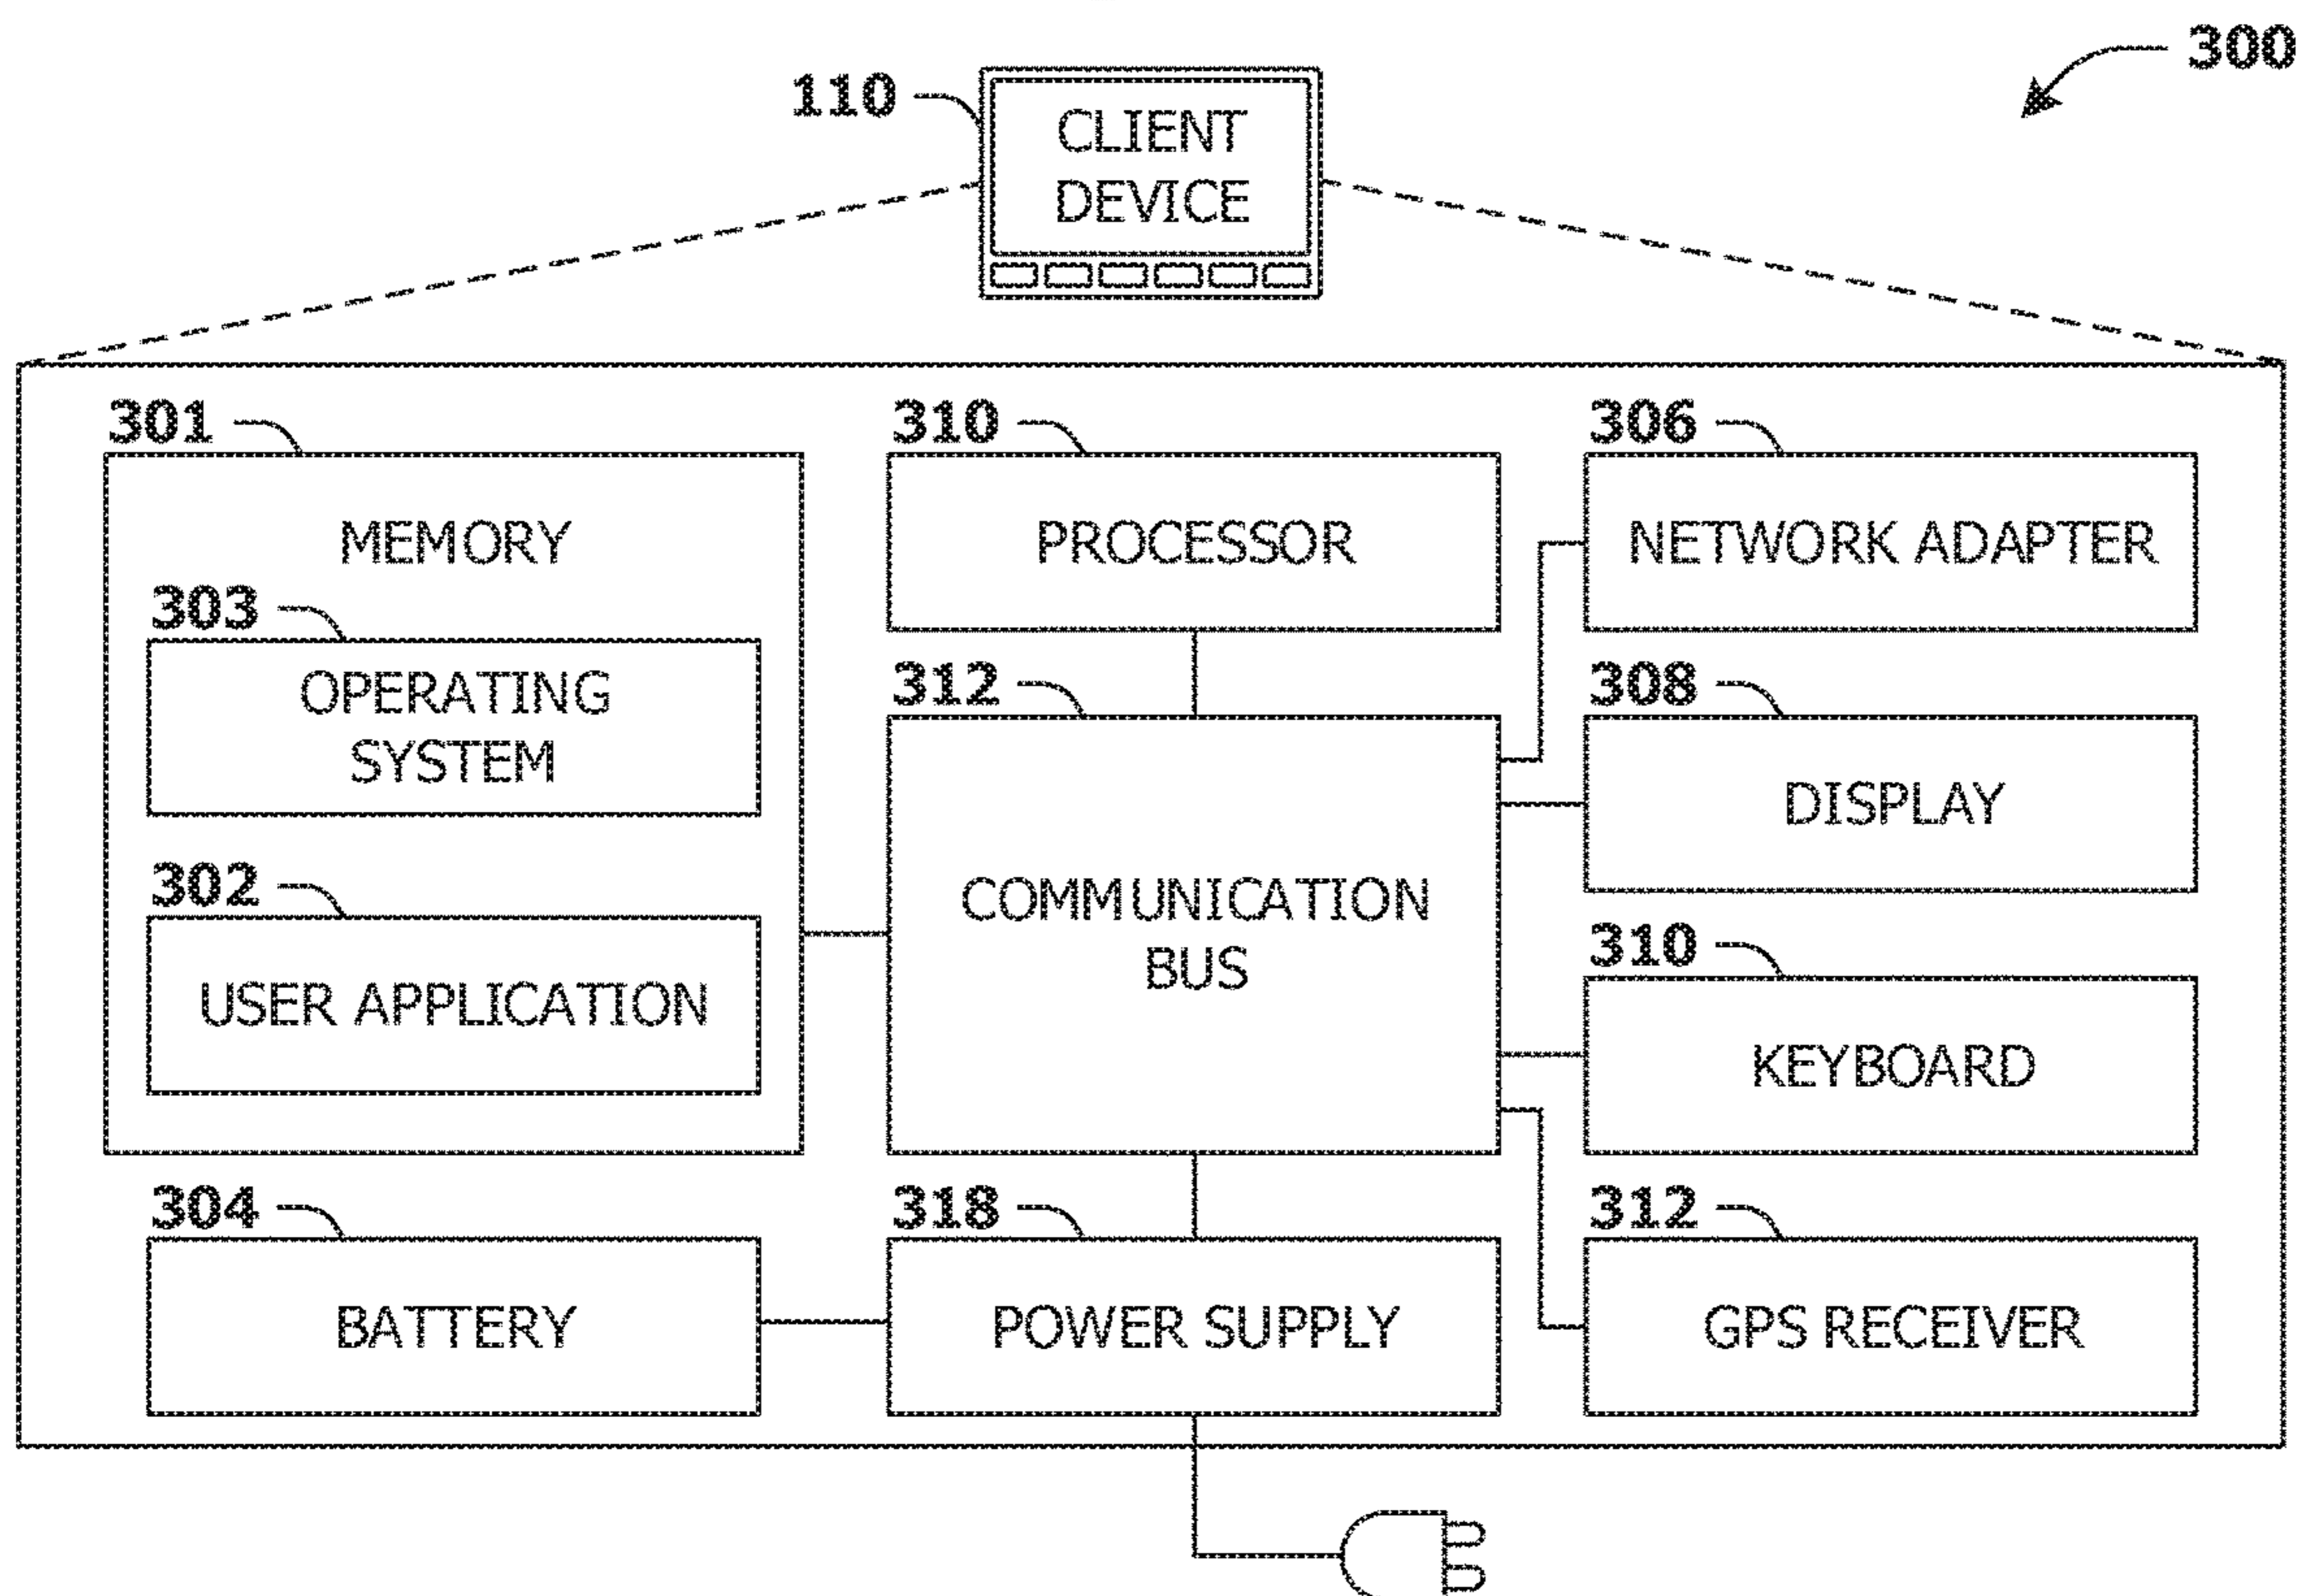 300
110
CLIENT
DEVICE
301
310
306
MEMORY
PROCESSOR
NETWORK ADAPTER
303
OPERATING
SYSTEM
312
308
DISPLAY
302
USER APPLICATION
COMMUNICATION
BUS
310
KEYBOARD
304
318
312
BATTERY
POWER SUPPLY
GPS RECEIVER